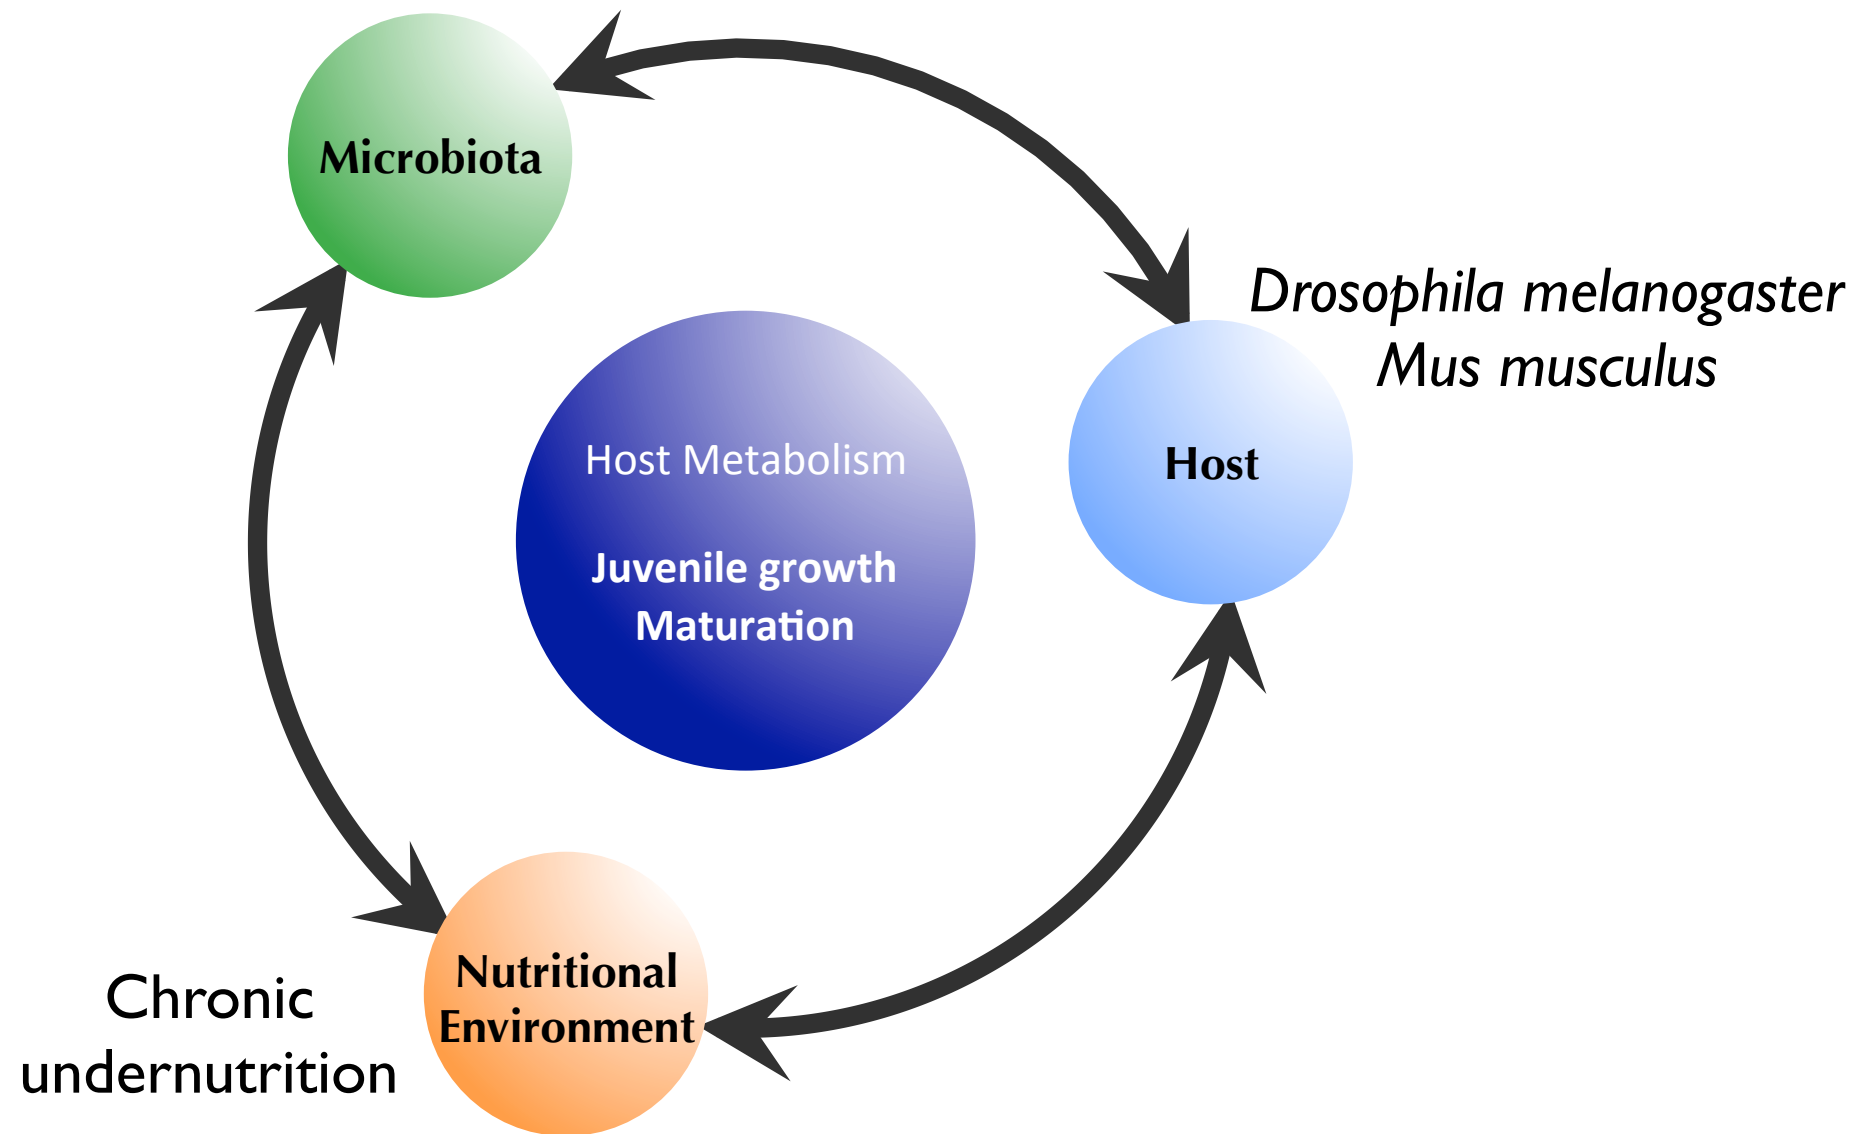 Microbiota
Drosophila melanogaster
Mus musculus
Host
Host Metabolism
Juvenile growth
Maturation
Nutritional
Environment
Chronic
undernutrition